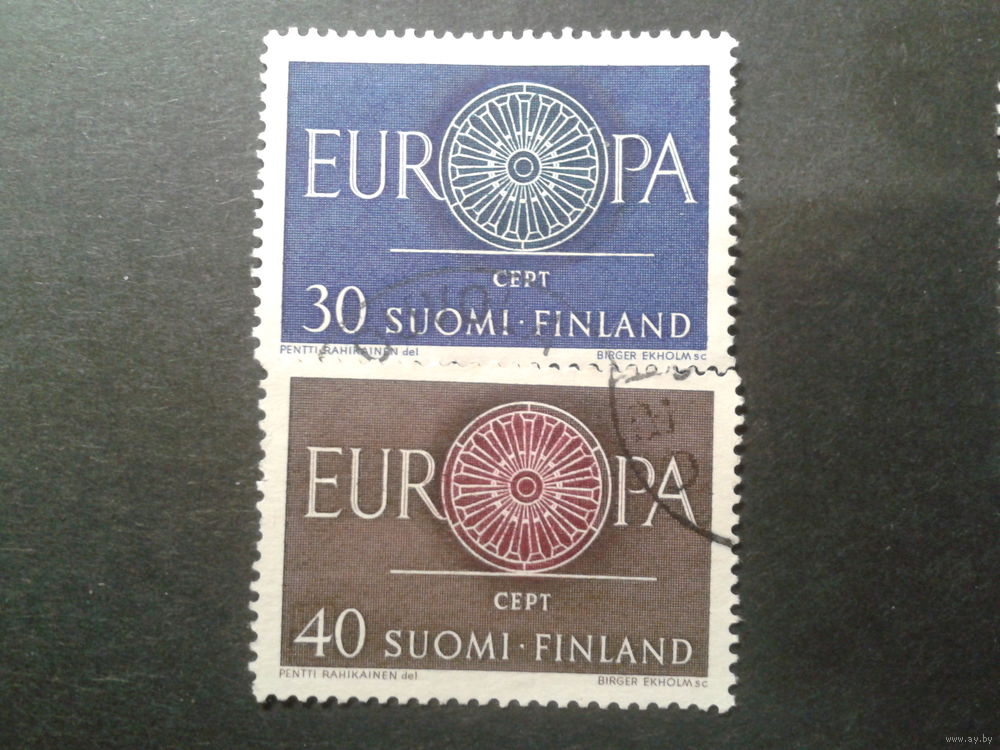 EUROPA
CEPT
30 SUOMI · FINLAND
PENTTI RAHIKAINEN del BIRGER EKHOLM sc
EUROPA
CEPT
40 SUOMI · FINLAND
PENTTI RAHIKAINEN del BIRGER EKHOLM sc
www.ay.by